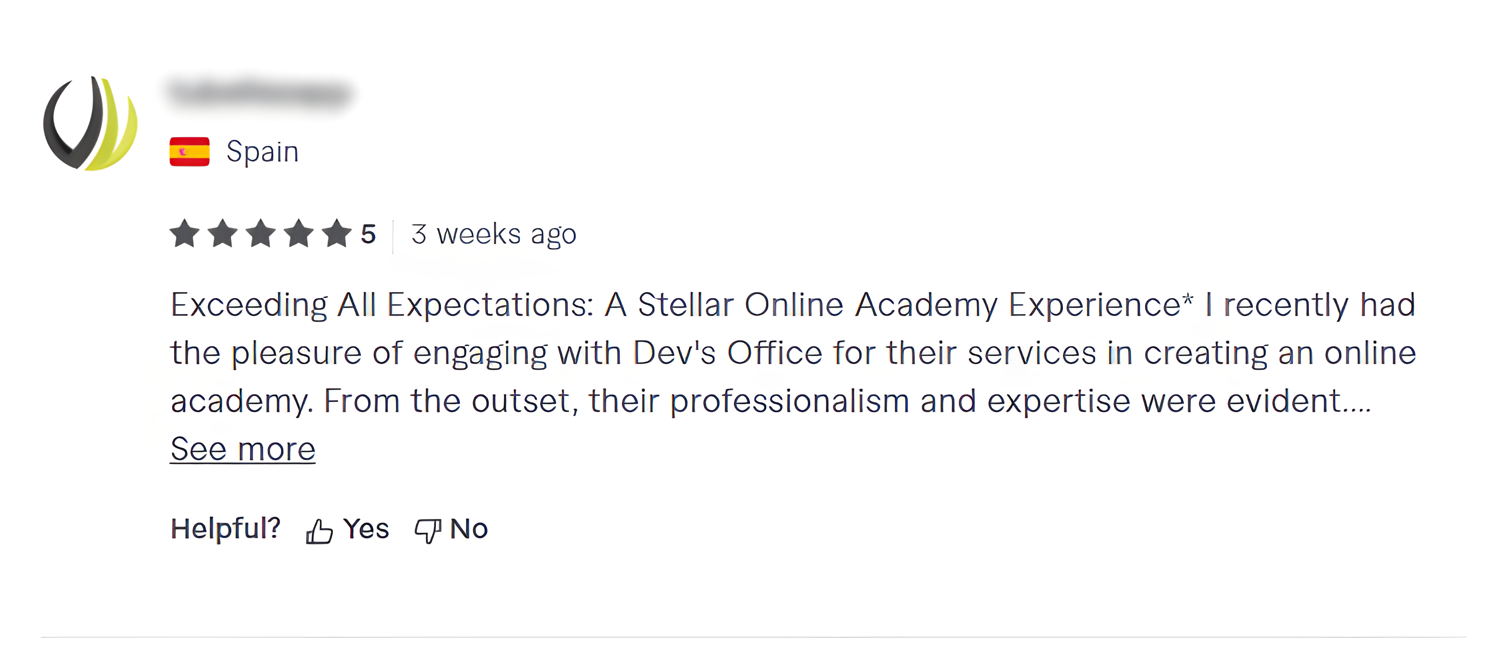 Spain
5 3 weeks ago
Exceeding All Expectations: A Stellar Online Academy Experience* I recently had
the pleasure of engaging with Dev's Office for their services in creating an online
academy. From the outset, their professionalism and expertise were evident....
See more
Helpful? Yes No